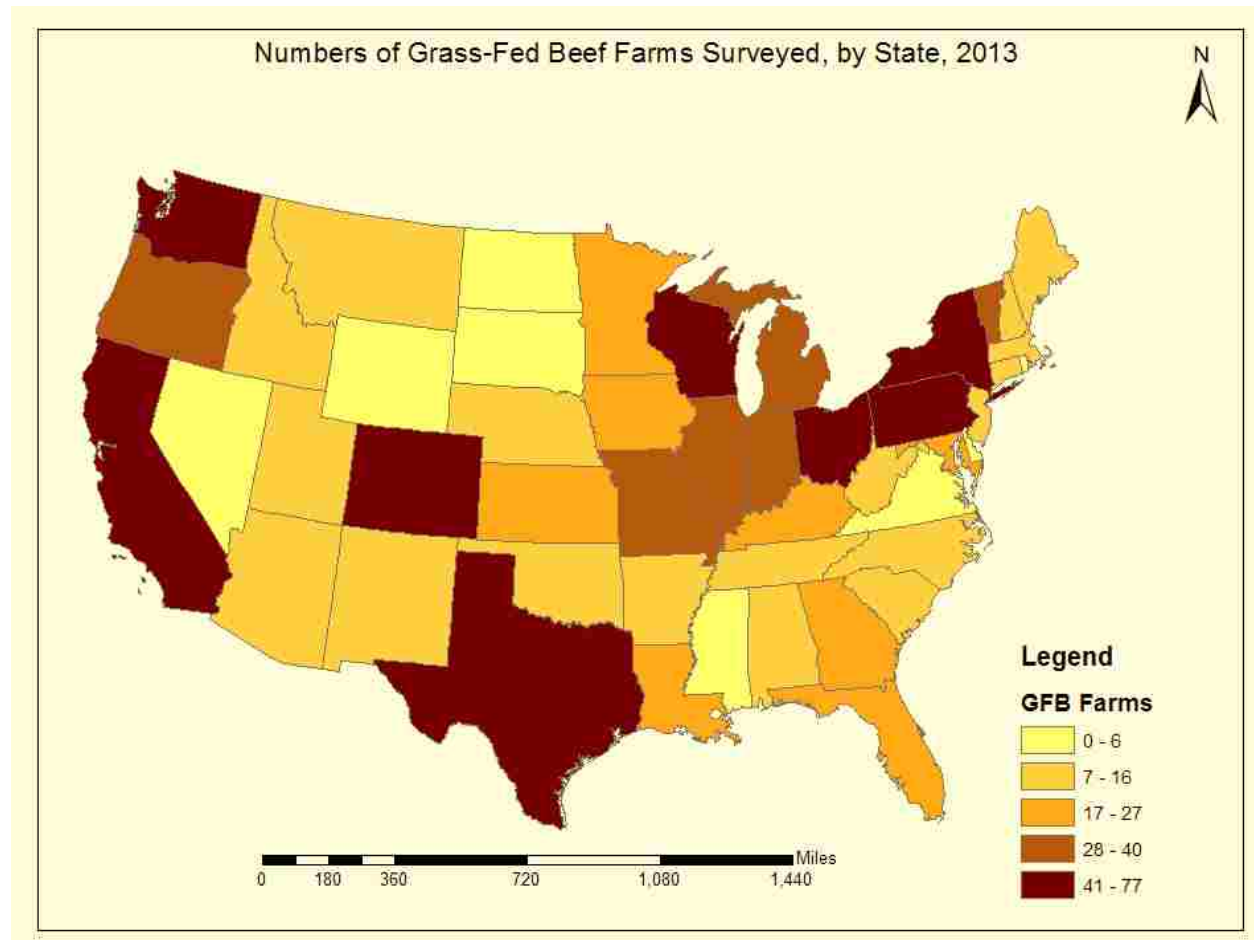 Numbers of Grass-Fed Beef Farms Surveyed, by State, 2013
N
Legend
GFB Farms
0 - 6
7 - 16
17 - 27
28 - 40
41 - 77
Miles
0 180 360 720 1,080 1,440